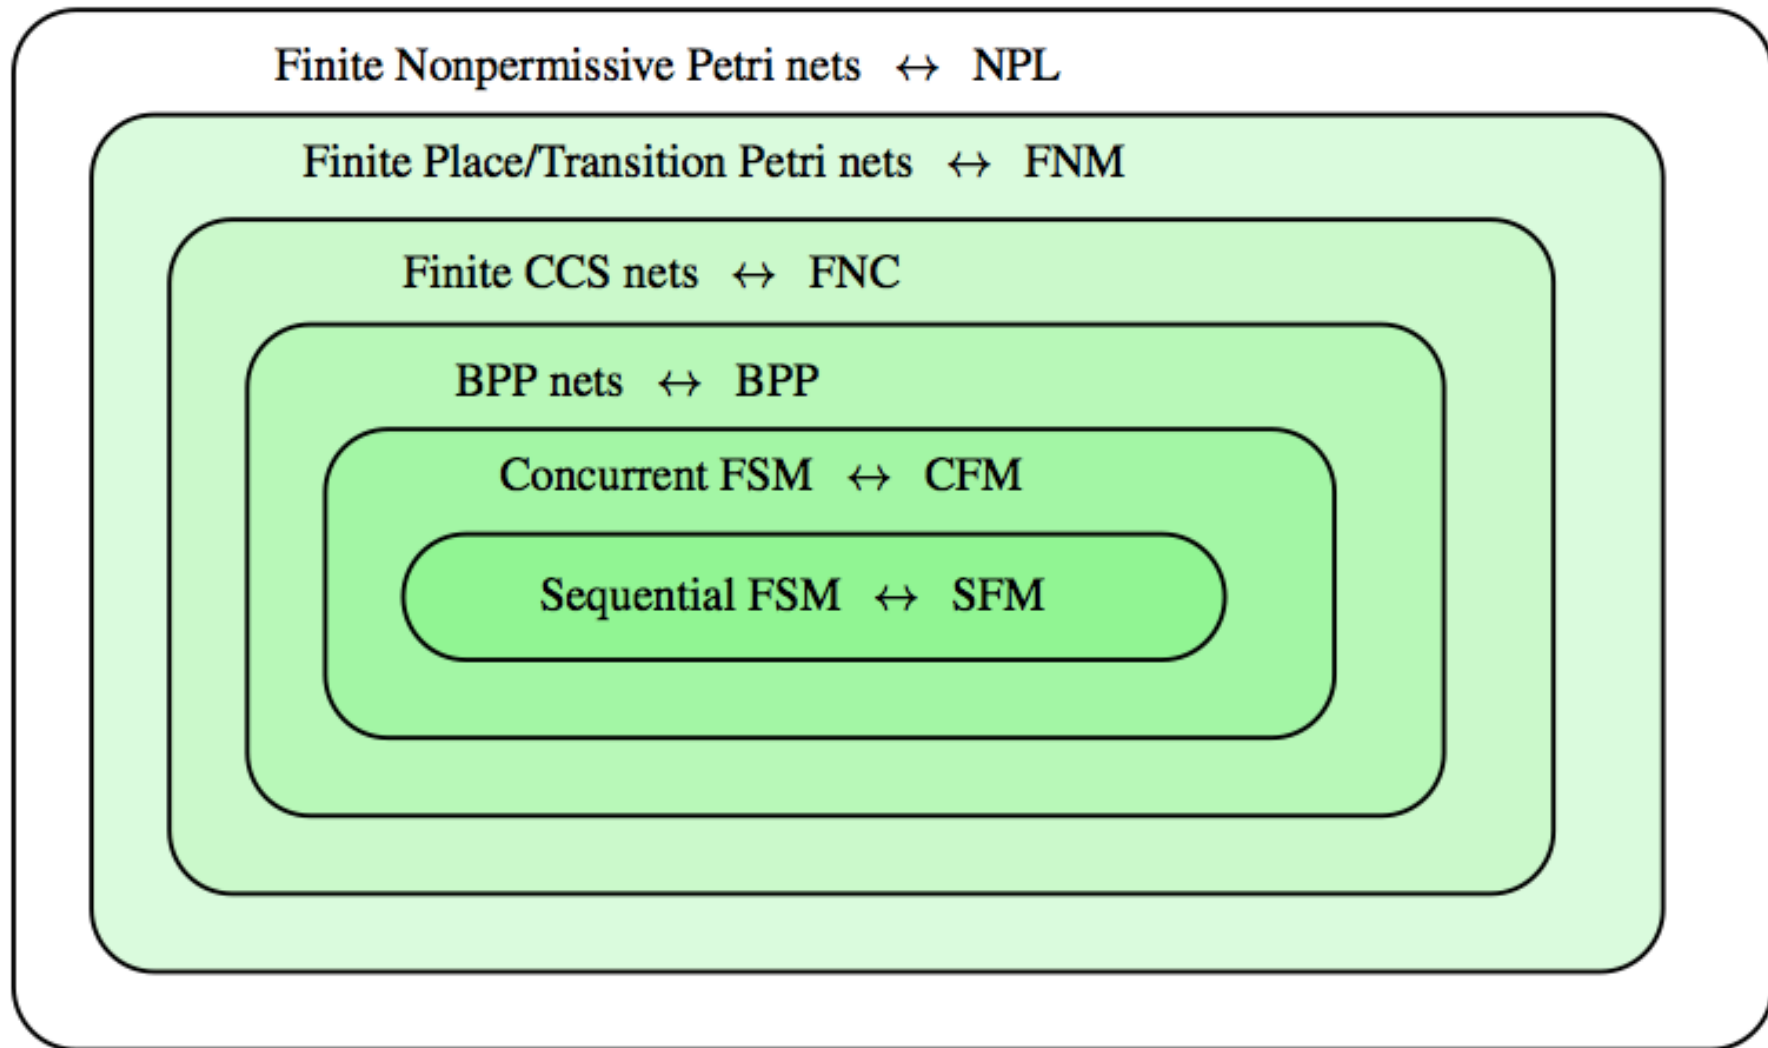 Finite Nonpermissive Petri nets ↔ NPL
Finite Place/Transition Petri nets ↔ FNM
Finite CCS nets ↔ FNC
BPP nets ↔ BPP
Concurrent FSM ↔ CFM
Sequential FSM ↔ SFM